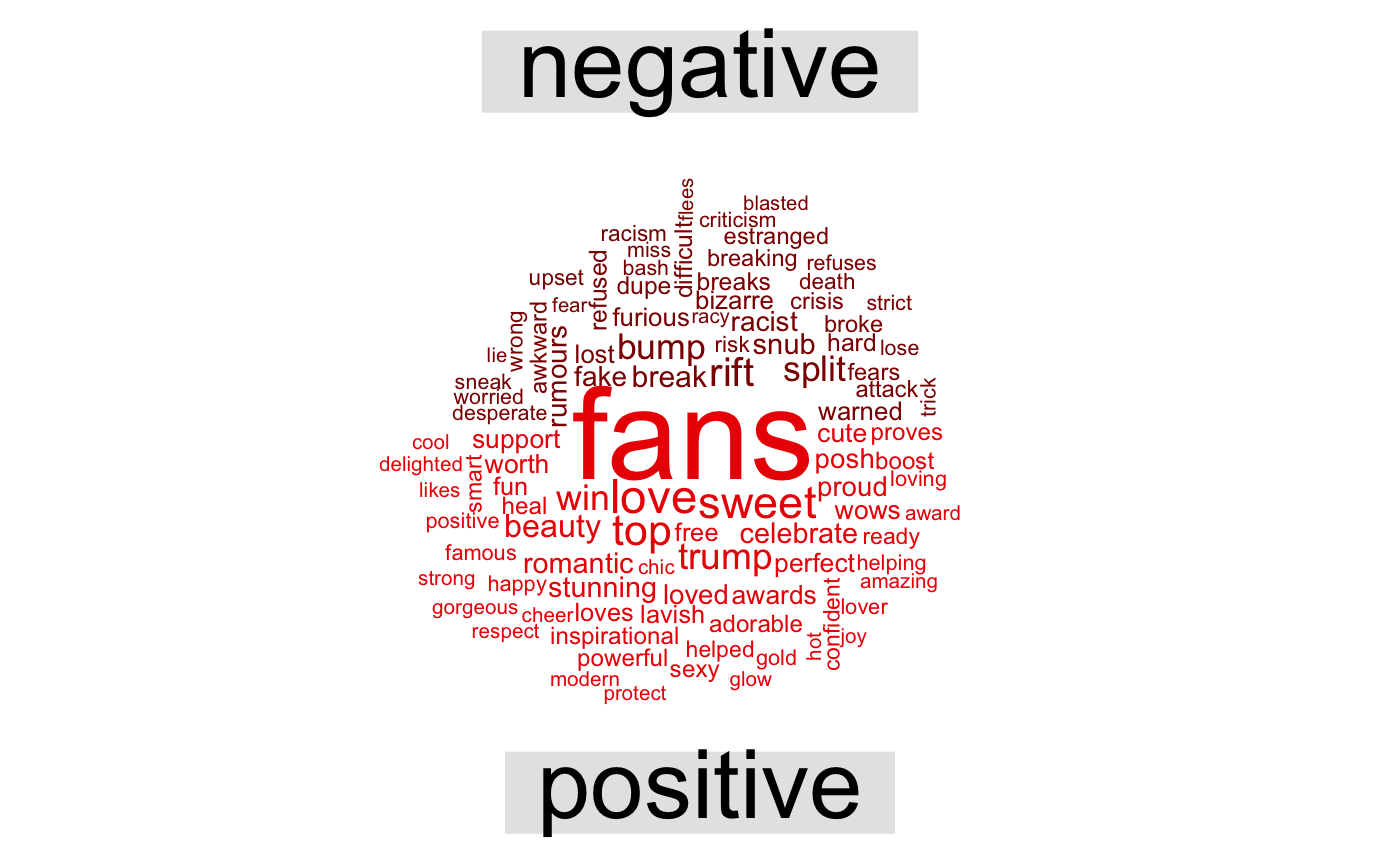 negative
flees
blasted
difficult
criticism
racism
estranged
miss
breaking
refuses
bash
upset
refused
dupe
breaks
death
fear
bizarre
crisis
strict
furious
racy
racist
broke
wrong
awkward
rumours
lost
bump
risk
snub
hard
lose
lie
fake
break
rift
split
fears
sneak
attack
trick
worried
desperate
warned
fans
cool
support
cute
proves
delighted
smart
worth
posh
boost
likes
fun
loving
heal
win
love
sweet
proud
wows
award
positive
beauty
top
free
celebrate
ready
famous
romantic
chic
trump
perfect
helping
strong
happy
stunning
loved
awards
amazing
gorgeous
cheer
loves
lavish
adorable
confident
lover
respect
inspirational
hot
joy
powerful
helped
gold
sexy
modern
glow
protect
positive